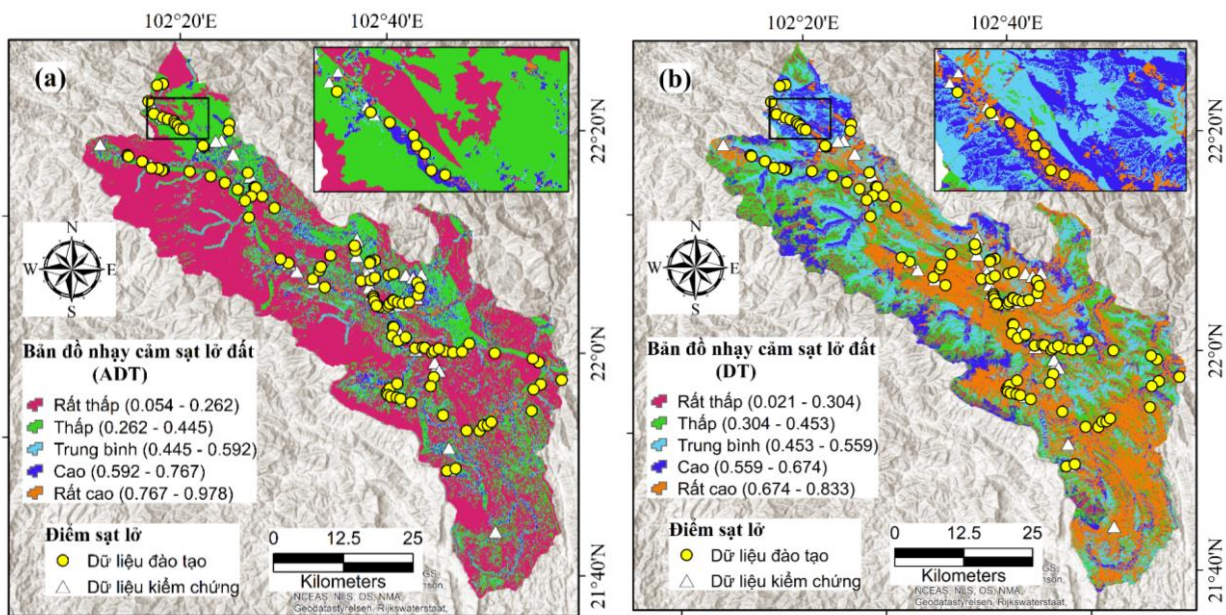 102°20'E 102°40'E
(a)
22°20'N
22°0'N
21°40'N
N
W E
S
Bản đồ nhạy cảm sạt lở đất
(ADT)
Rất thấp (0.054 - 0.262)
Thấp (0.262 - 0.445)
Trung bình (0.445 - 0.592)
Cao (0.592 - 0.767)
Rất cao (0.767 - 0.978)
Điểm sạt lở
Dữ liệu đào tạo
Dữ liệu kiểm chứng
0 12.5 25
Kilometers
NCEAS, NLS, OS, NMA,
Geodatastyrelsen, Rijkswaterstaat,
102°20'E 102°40'E
(b)
22°20'N
22°0'N
21°40'N
N
W E
S
Bản đồ nhạy cảm sạt lở đất
(DT)
Rất thấp (0.021 - 0.304)
Thấp (0.304 - 0.453)
Trung bình (0.453 - 0.559)
Cao (0.559 - 0.674)
Rất cao (0.674 - 0.833)
Điểm sạt lở
Dữ liệu đào tạo
Dữ liệu kiểm chứng
0 12.5 25
Kilometers
NCEAS, NLS, OS, NMA,
Geodatastyrelsen, Rijkswaterstaat,